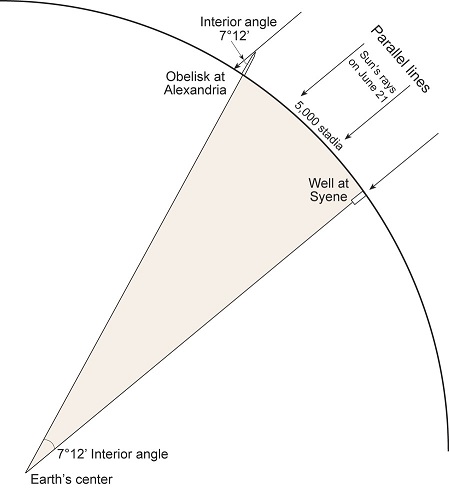 Interior angle
7°12'
Obelisk at
Alexandria
Parallel lines
Sun's rays
on June 21
5,000 stadia
Well at
Syene
7°12' Interior angle
Earth's center